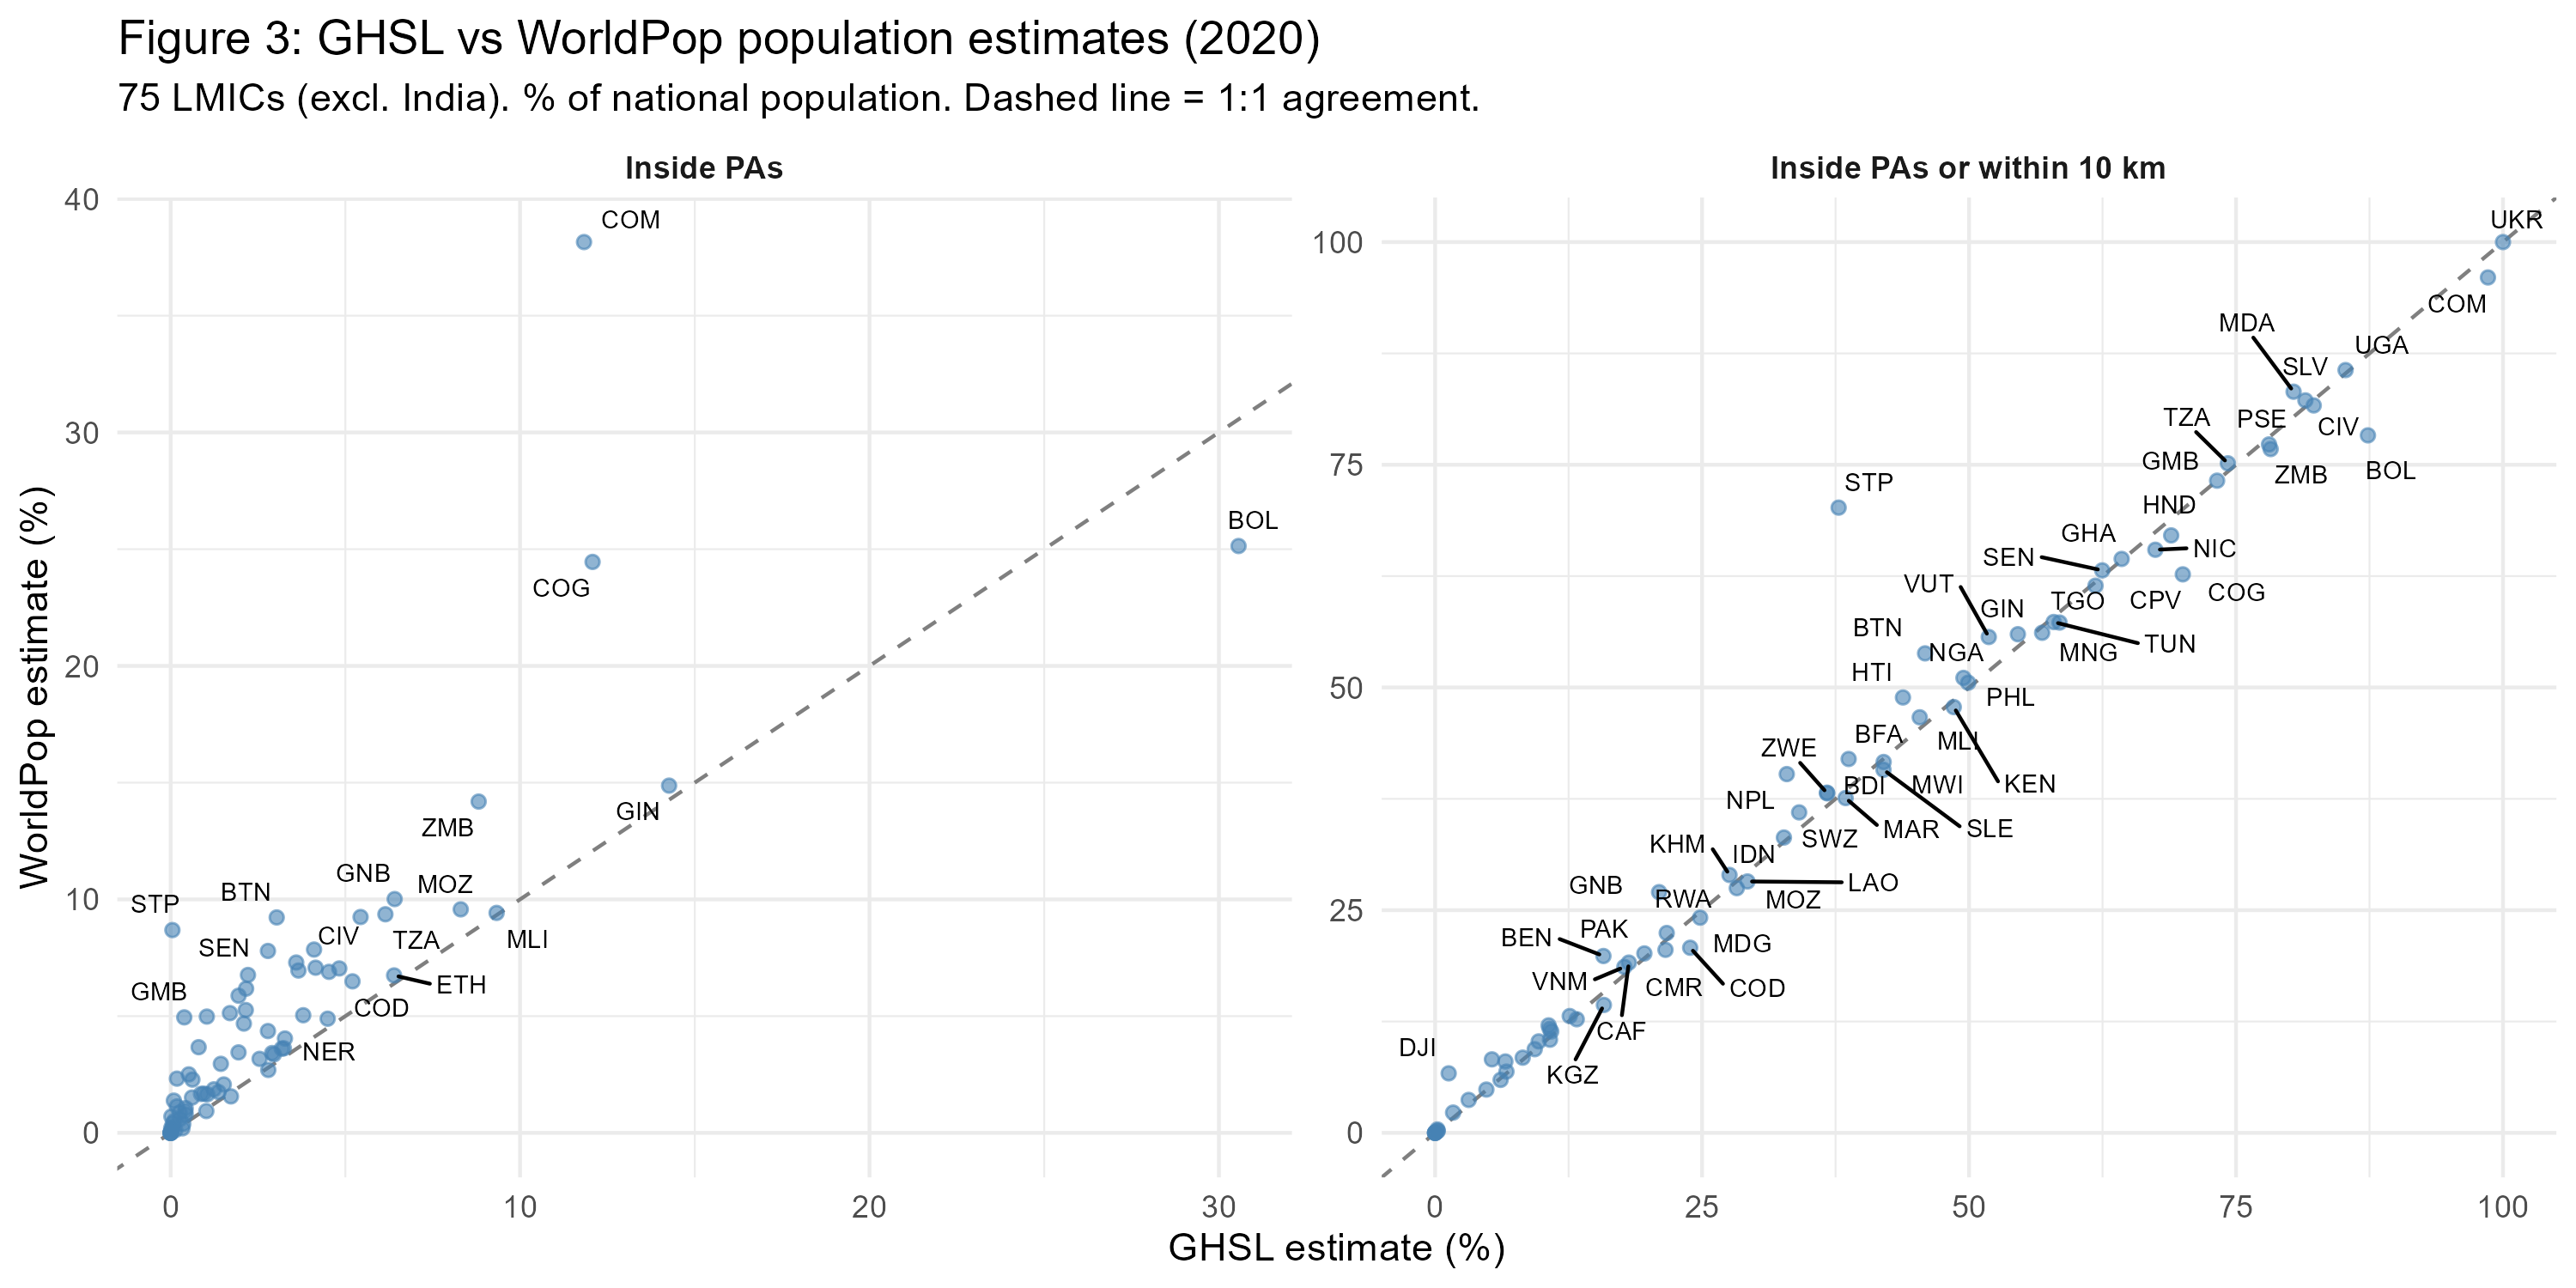 Figure 3: GHSL vs WorldPop population estimates (2020)
75 LMICs (excl. India). % of national population. Dashed line = 1:1 agreement.
Inside PAs
40
30
20
10
0
0
10
20
30
COM
BOL
COG
GIN
ZMB
GNB
MOZ
BTN
STP
MLI
CIV
TZA
SEN
ETH
GMB
COD
NER
Inside PAs or within 10 km
100
75
50
25
0
0
25
50
75
100
UKR
COM
MDA
UGA
SLV
TZA
PSE
CIV
GMB
BOL
ZMB
STP
HND
GHA
NIC
SEN
VUT
COG
GIN
TGO
CPV
BTN
TUN
NGA
MNG
HTI
PHL
BFA
MLI
ZWE
KEN
BDI
MWI
NPL
MAR
SLE
SWZ
KHM
IDN
LAO
GNB
RWA
MOZ
BEN
PAK
MDG
VNM
CMR
COD
CAF
DJI
KGZ
WorldPop estimate (%)
GHSL estimate (%)